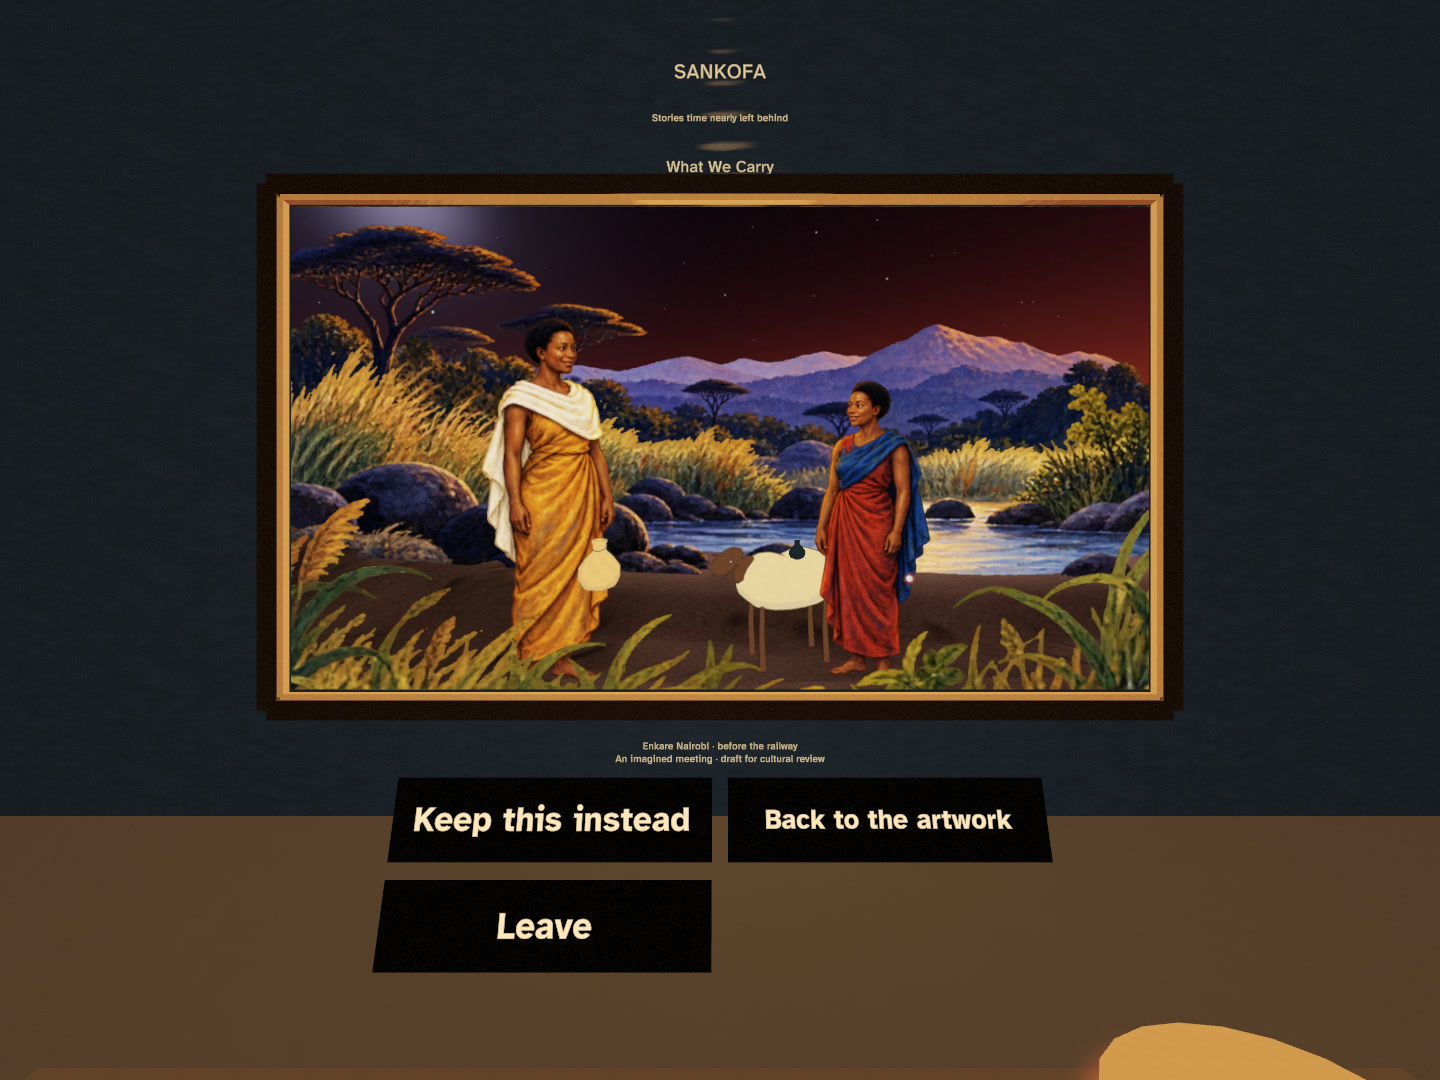 SANKOFA
Stories time nearly left behind
What We Carry
Enkare Nairobi · before the railway
An imagined meeting · draft for cultural review
Keep this instead
Back to the artwork
Leave